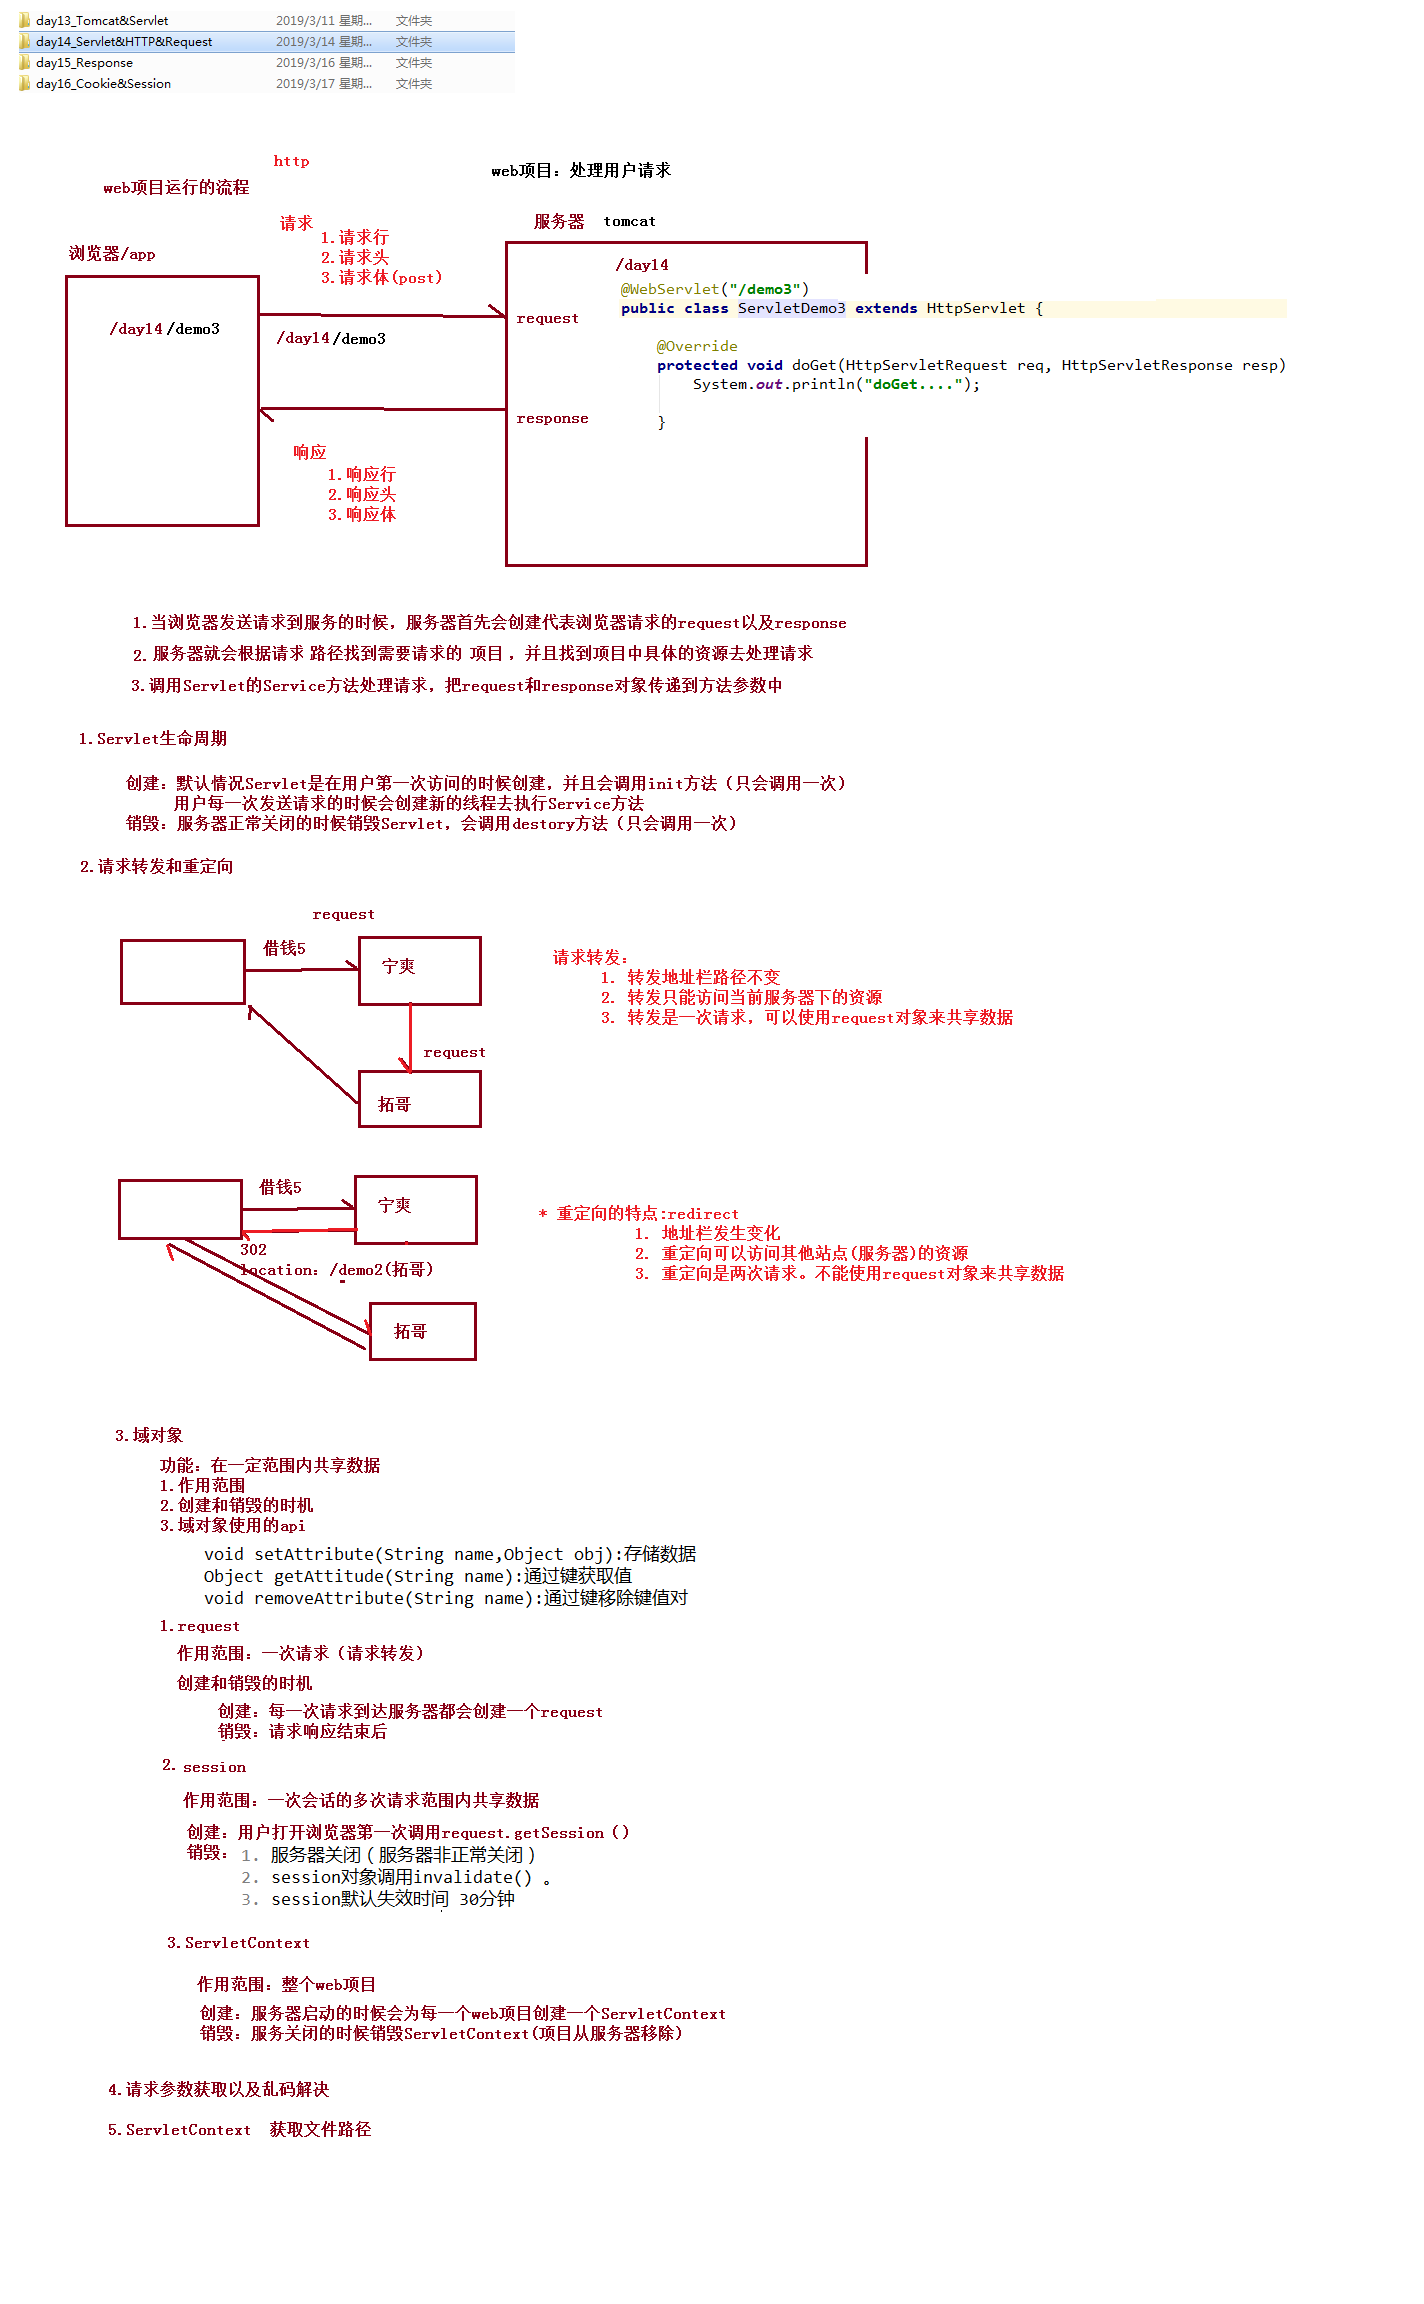 day13_Tomcat&Servlet 2019/3/11 星期... 文件夹
day14_Servlet&HTTP&Request 2019/3/14 星期... 文件夹
day15_Response 2019/3/16 星期... 文件夹
day16_Cookie&Session 2019/3/17 星期... 文件夹
http
web项目：处理用户请求
web项目运行的流程
请求
服务器 tomcat
1.请求行
2.请求头
3.请求体(post)
浏览器/app
/day14
@WebServlet("/demo3")
public class ServletDemo3 extends HttpServlet {
request
/day14/demo3
/day14/demo3
@Override
protected void doGet(HttpServletRequest req, HttpServletResponse resp)
System.out.println("doGet....");
response
}
响应
1.响应行
2.响应头
3.响应体
1.当浏览器发送请求到服务的时候，服务器首先会创建代表浏览器请求的request以及response
2.服务器就会根据请求 路径找到需要请求的 项目 ，并且找到项目中具体的资源去处理请求
3.调用Servlet的Service方法处理请求，把request和response对象传递到方法参数中
1.Servlet生命周期
创建：默认情况Servlet是在用户第一次访问的时候创建，并且会调用init方法（只会调用一次）
用户每一次发送请求的时候会创建新的线程去执行Service方法
销毁：服务器正常关闭的时候销毁Servlet，会调用destory方法（只会调用一次）
2.请求转发和重定向
request
借钱5
宁爽
请求转发：
1. 转发地址栏路径不变
2. 转发只能访问当前服务器下的资源
3. 转发是一次请求，可以使用request对象来共享数据
request
拓哥
借钱5
宁爽
* 重定向的特点:redirect
1. 地址栏发生变化
2. 重定向可以访问其他站点(服务器)的资源
3. 重定向是两次请求。不能使用request对象来共享数据
302
location：/demo2(拓哥)
拓哥
3.域对象
功能：在一定范围内共享数据
1.作用范围
2.创建和销毁的时机
3.域对象使用的api
void setAttribute(String name,Object obj):存储数据
Object getAttitude(String name):通过键获取值
void removeAttribute(String name):通过键移除键值对
1.request
作用范围：一次请求（请求转发）
创建和销毁的时机
创建：每一次请求到达服务器都会创建一个request
销毁：请求响应结束后
2. session
作用范围：一次会话的多次请求范围内共享数据
创建：用户打开浏览器第一次调用request.getSession（）
销毁： 1. 服务器关闭（服务器非正常关闭）
2. session对象调用invalidate() 。
3. session默认失效时间 30分钟
3.ServletContext
作用范围：整个web项目
创建：服务器启动的时候会为每一个web项目创建一个ServletContext
销毁：服务关闭的时候销毁ServletContext(项目从服务器移除)
4.请求参数获取以及乱码解决
5.ServletContext 获取文件路径